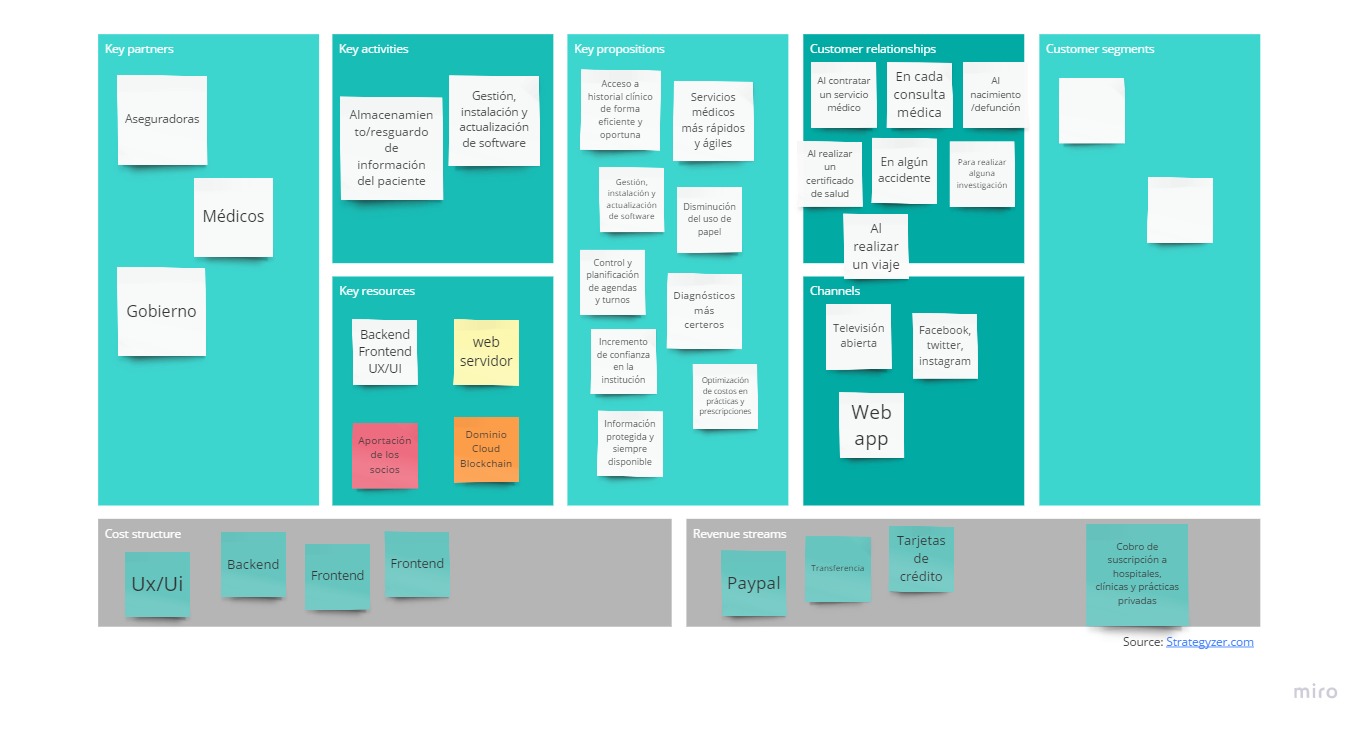 Key partners
Aseguradoras
Médicos
Gobierno
Key activities
Almacenamien
to/resguardo
de
información
del paciente
Gestión,
instalación y
actualización
de software
Key resources
Backend
Frontend
UX/UI
web
servidor
Aportación
de los
socios
Dominio
Cloud
Blockchain
Key propositions
Acceso a
historial clínico
de forma
eficiente y
oportuna
Servicios
médicos
más rápidos
y ágiles
Gestión,
instalación y
actualización
de software
Disminución
del uso de
papel
Control y
planificación
de agendas
y turnos
Diagnósticos
más
certeros
Incremento
de confianza
en la
institución
Optimización
de costos en
prácticas y
prescripciones
Información
protegida y
siempre
disponible
Customer relationships
Al contratar
un servicio
médico
En cada
consulta
médica
Al
nacimiento
/defunción
Al realizar
un
certificado
de salud
En algún
accidente
Para realizar
alguna
investigación
Al
realizar
un viaje
Channels
Televisión
abierta
Facebook,
twitter,
instagram
Web
app
Customer segments
Cost structure
Ux/Ui
Backend
Frontend
Frontend
Revenue streams
Paypal
Transferencia
Tarjetas
de
crédito
Cobro de
suscripción a
hospitales,
clínicas y prácticas
privadas
Source: Strategyzer.com
miro